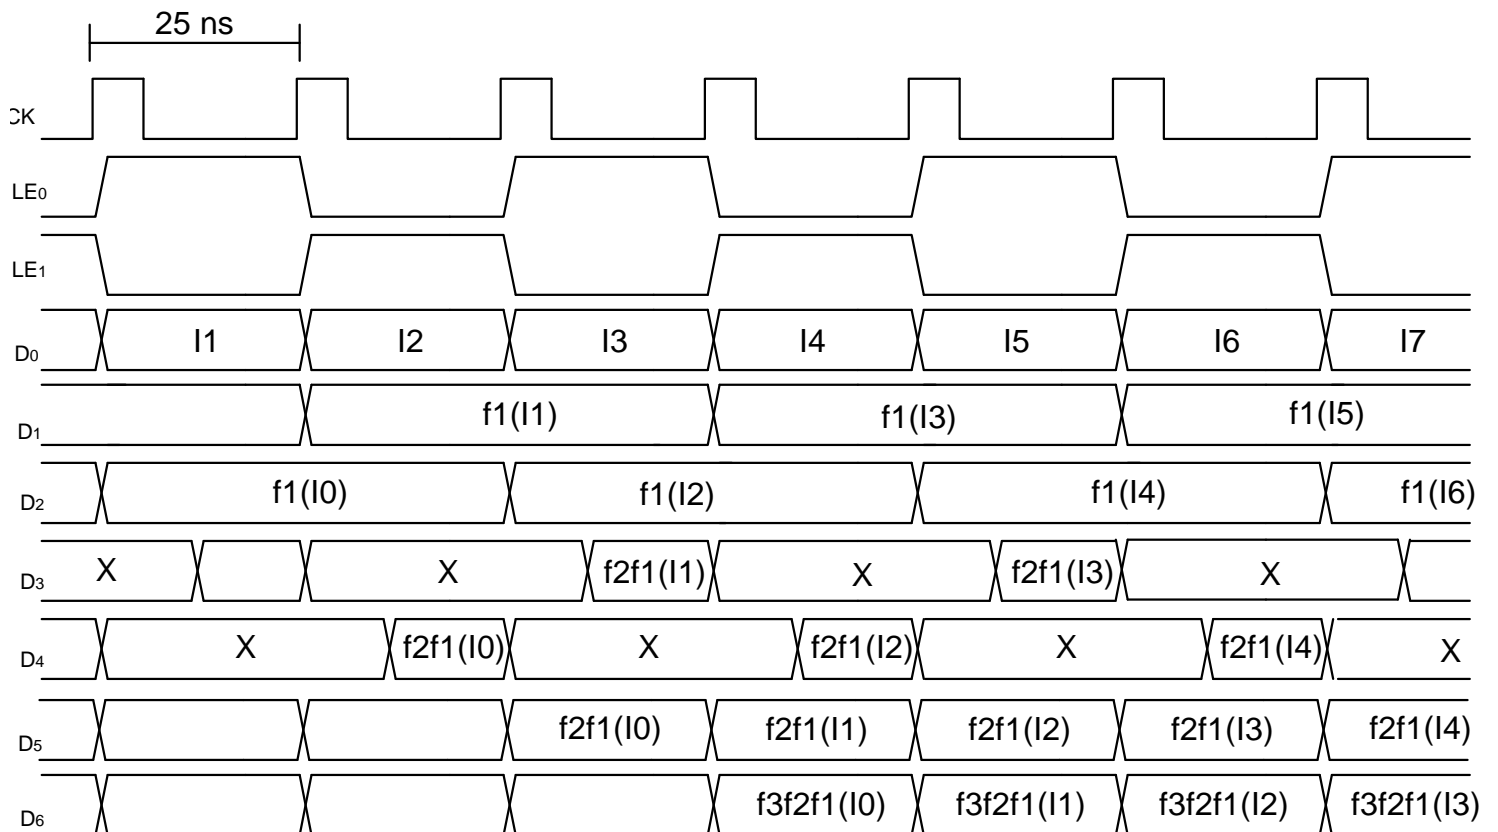 25 ns
CK
LE0
LE1
D0 I1 I2 I3 I4 I5 I6 I7
D1 f1(I1) f1(I3) f1(I5)
D2 f1(I0) f1(I2) f1(I4) f1(I6)
D3 X X f2f1(I1) X f2f1(I3) X
D4 X f2f1(I0) X f2f1(I2) X f2f1(I4) X
D5 f2f1(I0) f2f1(I1) f2f1(I2) f2f1(I3) f2f1(I4)
D6 f3f2f1(I0) f3f2f1(I1) f3f2f1(I2) f3f2f1(I3)